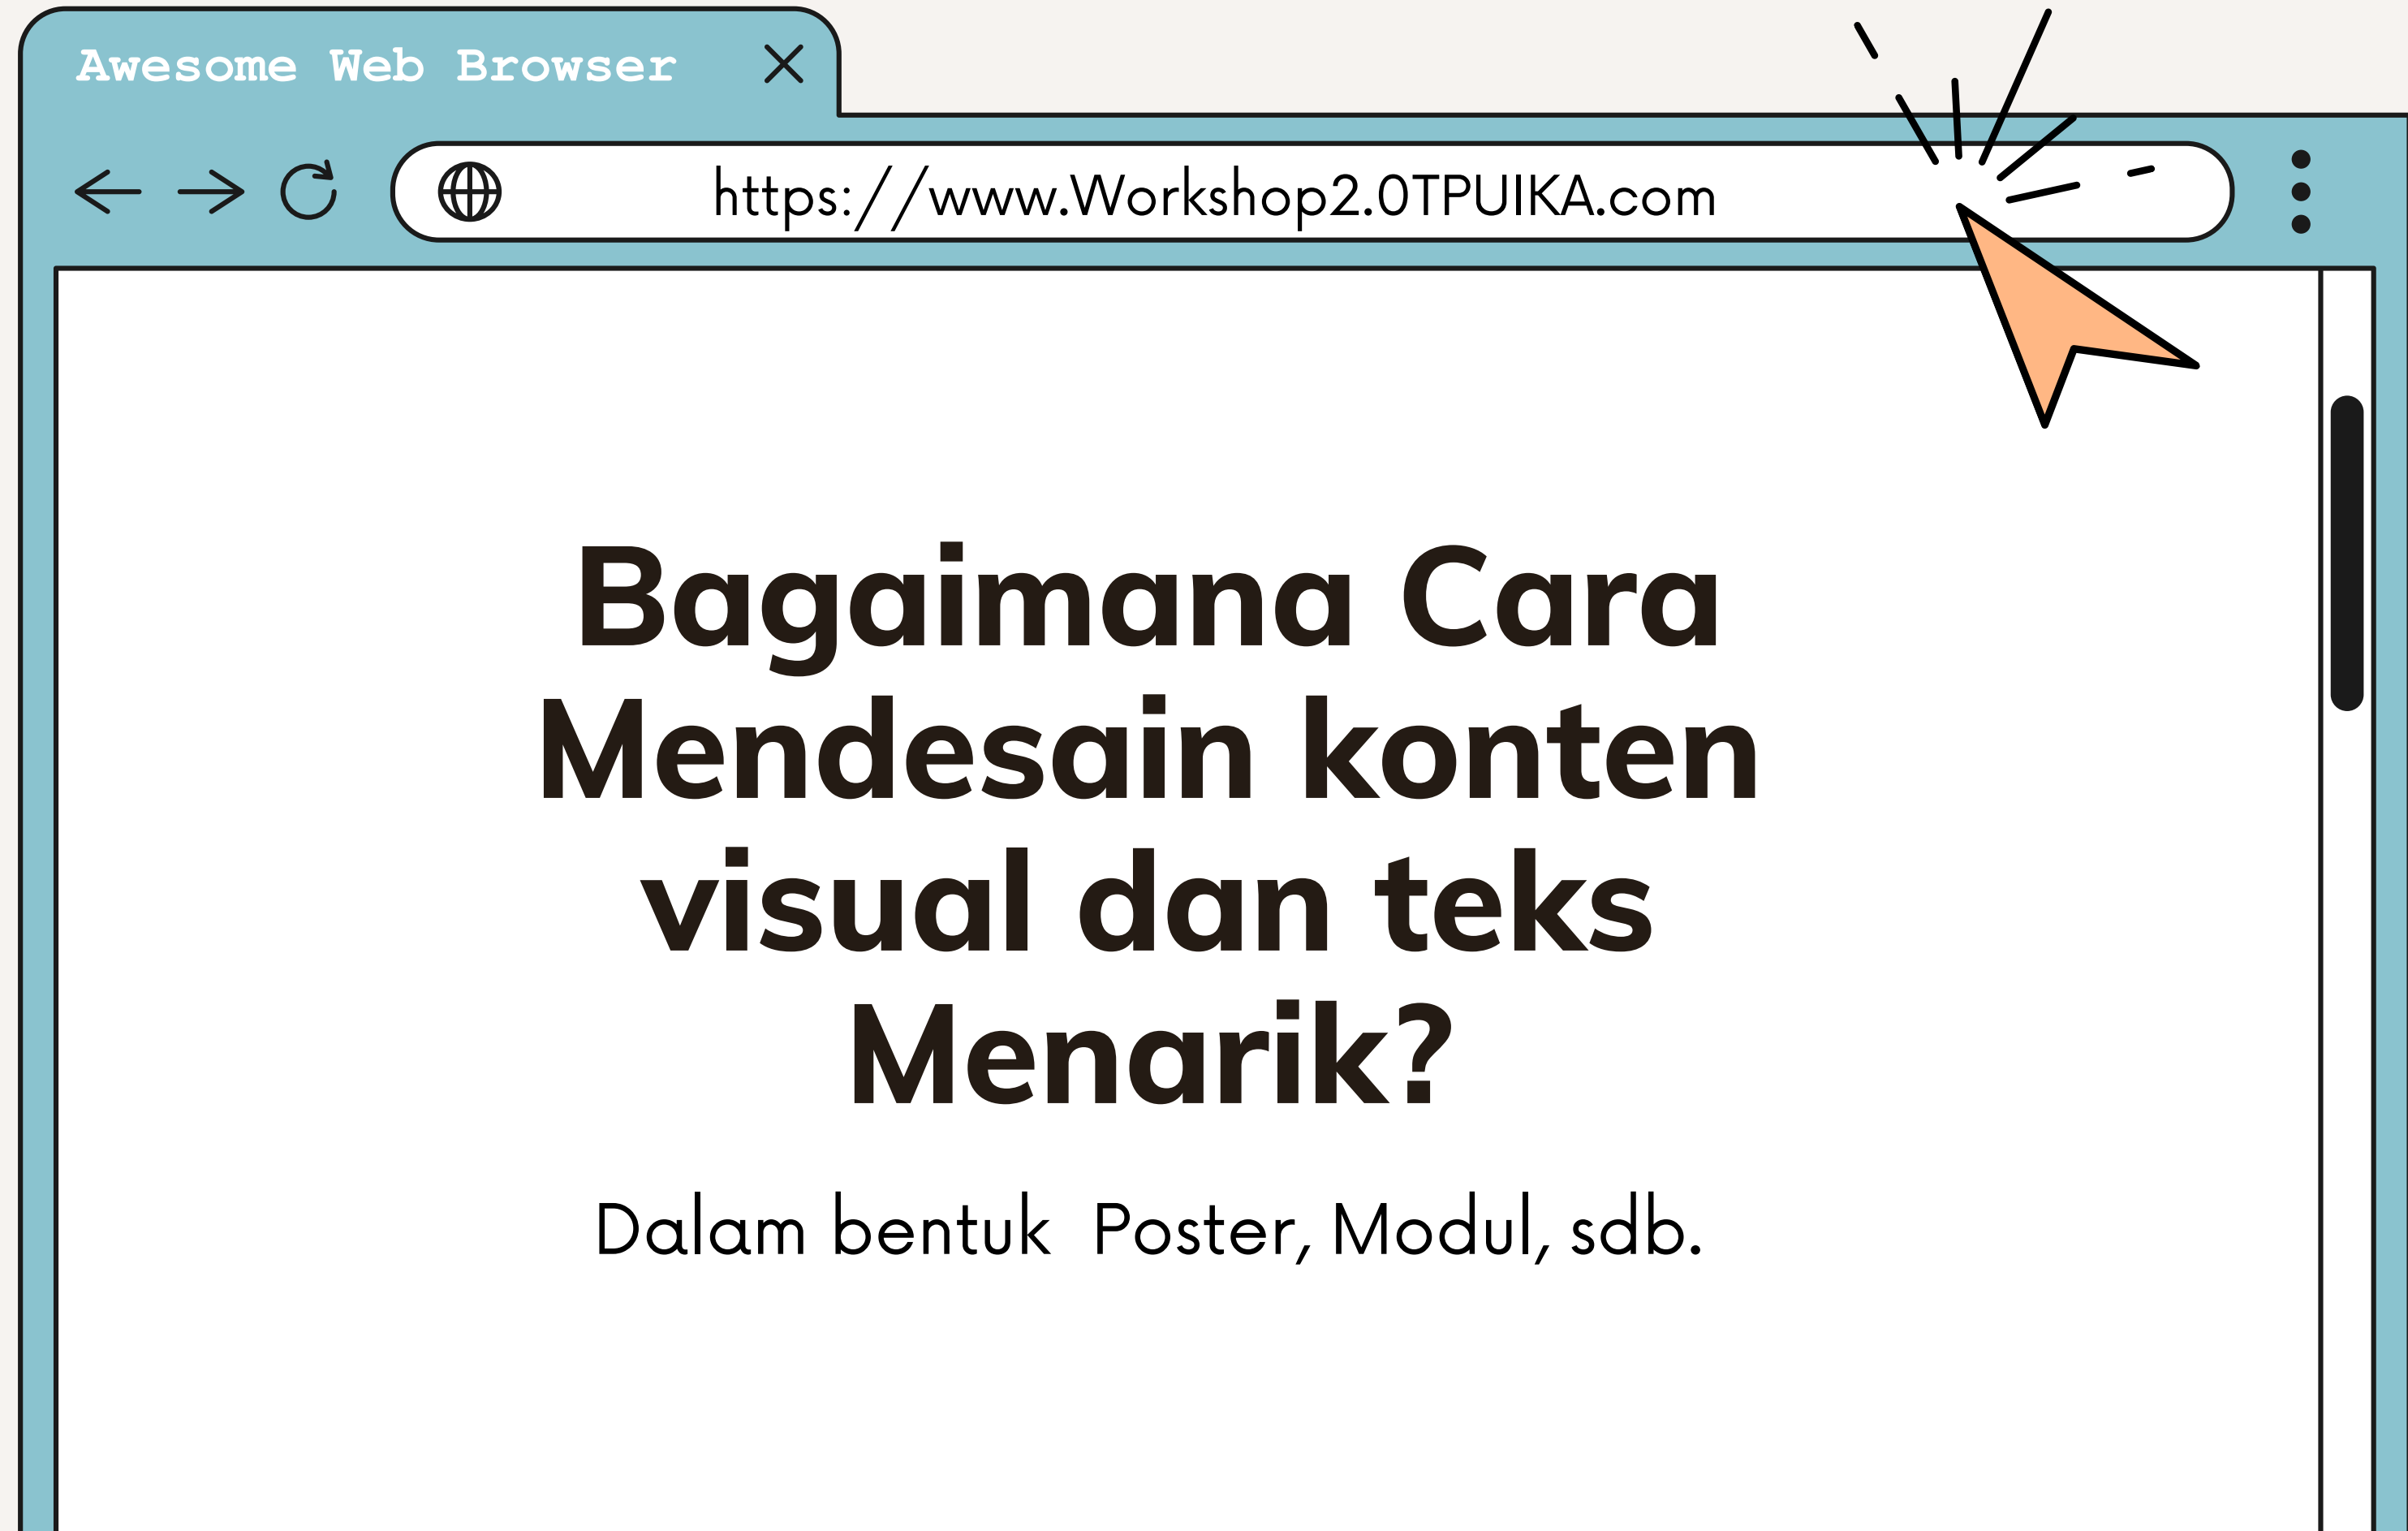 Awesome Web Browser
https://www.Workshop2.0TPUIKA.com
Bagaimana Cara
Mendesain konten
visual dan teks
Menarik?
Dalam bentuk  Poster, Modul, sdb.